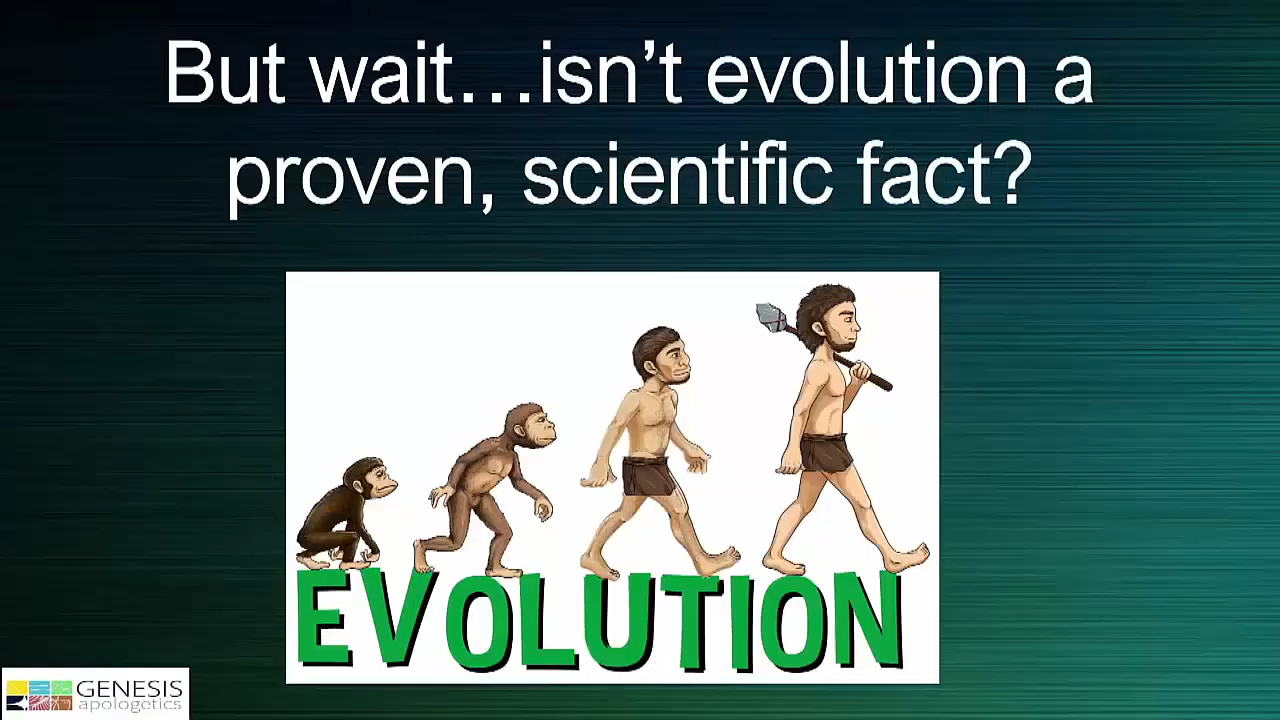 But wait…isn’t evolution a
proven, scientific fact?
EVOLUTION
GENESIS
apologetics